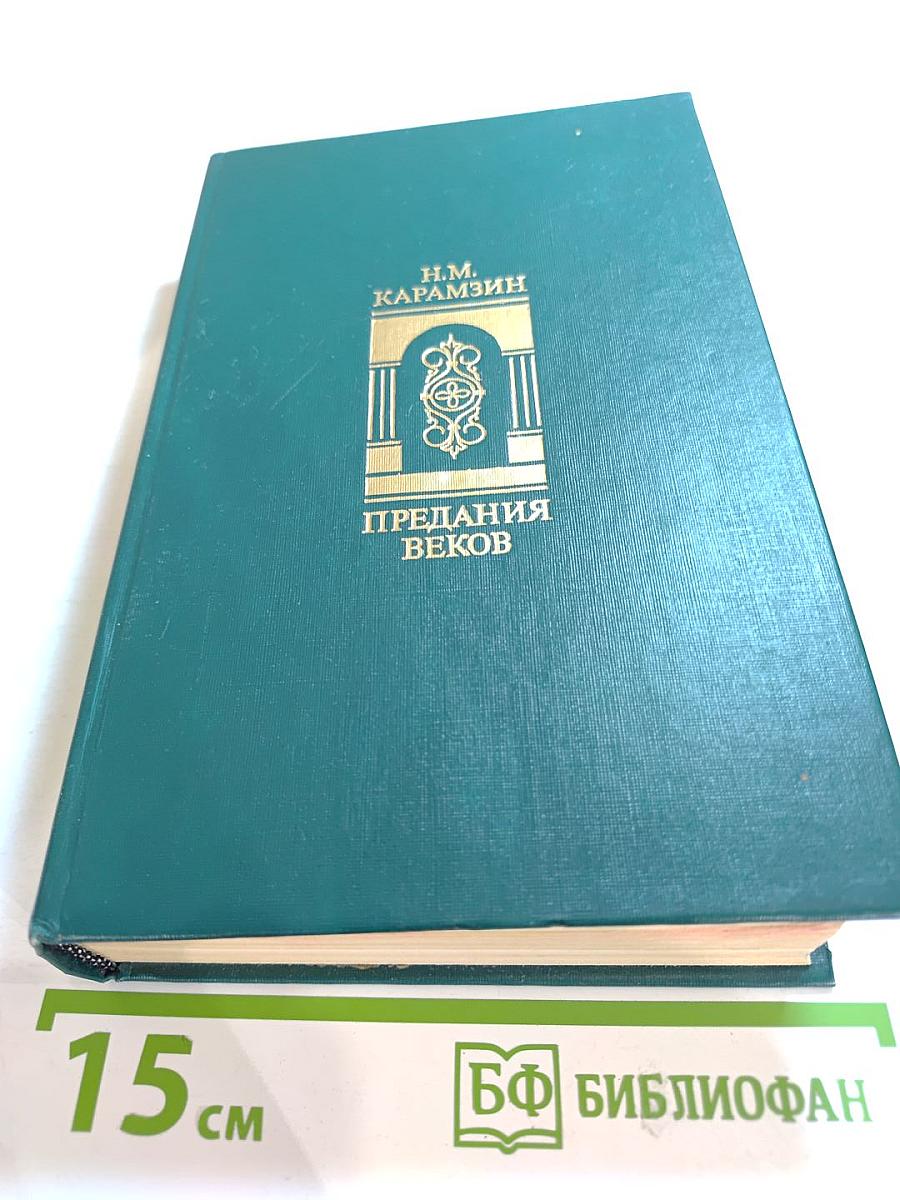 Н.М.
КАРАМЗИН
ПРЕДАНИЯ
ВЕКОВ
15 см
БФ БИБЛИОФАН